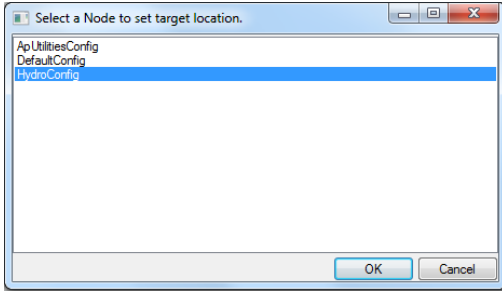 Select a Node to set target location.
ApUtilitiesConfig
DefaultConfig
HydroConfig
OK
Cancel